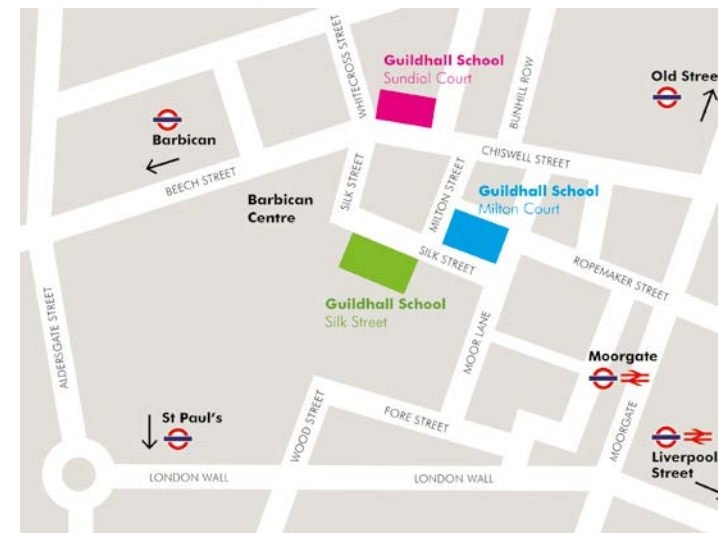 WHITECROSS STREET
Guildhall School
Sundial Court
BUNHILL ROW
Old Stree
Barbican
CHISWELL STREET
BEECH STREET
SILK STREET
MILTON STREET
Barbican
Centre
Guildhall School
Milton Court
SILK STREET
ROPEMAKER STREET
Guildhall School
Silk Street
ALDERSGATE STREET
MOOR LANE
Moorgate
St Paul's
WOOD STREET
FORE STREET
MOORGATE
Liverpool
Street
LONDON WALL
LONDON WALL